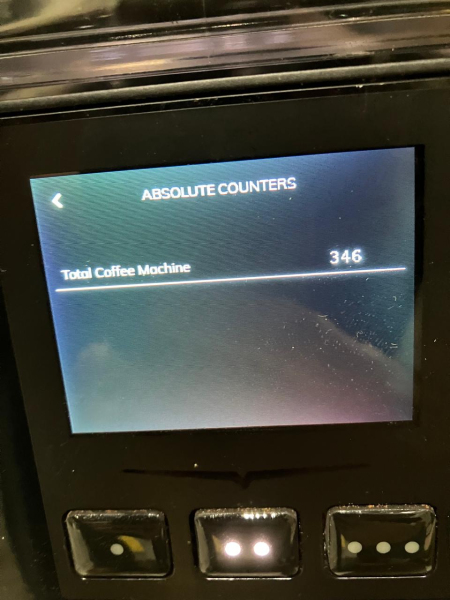 ABSOLUTE COUNTERS
Total Coffee Machine 346